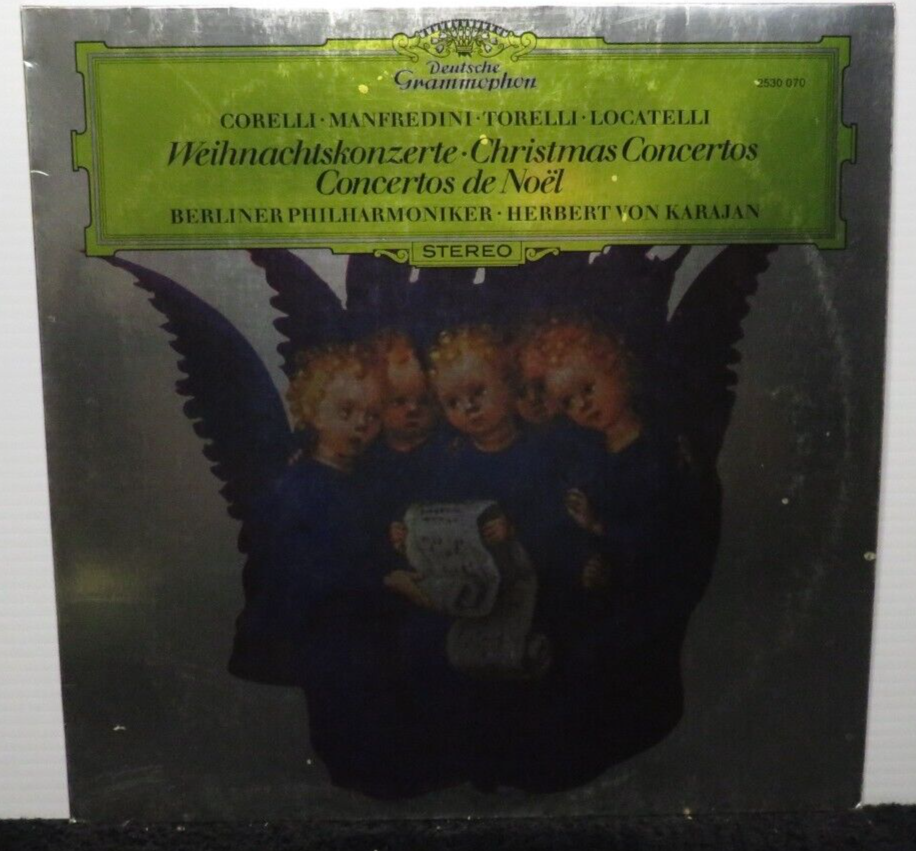 Deutsche
Grammophon
2530 070
CORELLI · MANFREDINI · TORELLI · LOCATELLI
Weihnachtskonzerte · Christmas Concertos
Concertos de Noël
BERLINER PHILHARMONIKER · HERBERT VON KARAJAN
STEREO